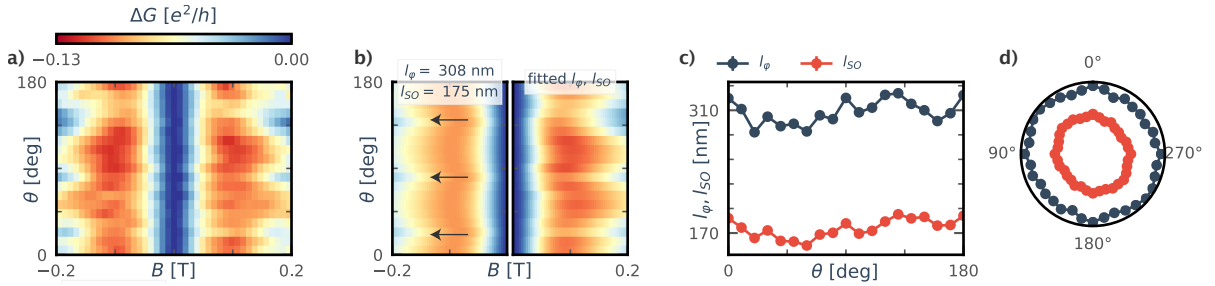 ΔG [e²/h]
−0.13 0.00
a)
180
θ [deg]
0
−0.2 B [T] 0.2
b)
l_φ = 308 nm
l_SO = 175 nm
fitted l_φ, l_SO
θ [deg]
0
−0.2 B [T] 0.2
c)
l_φ l_SO
310
l_φ, l_SO [nm]
170
0 θ [deg] 180
d)
0°
90° 270°
180°